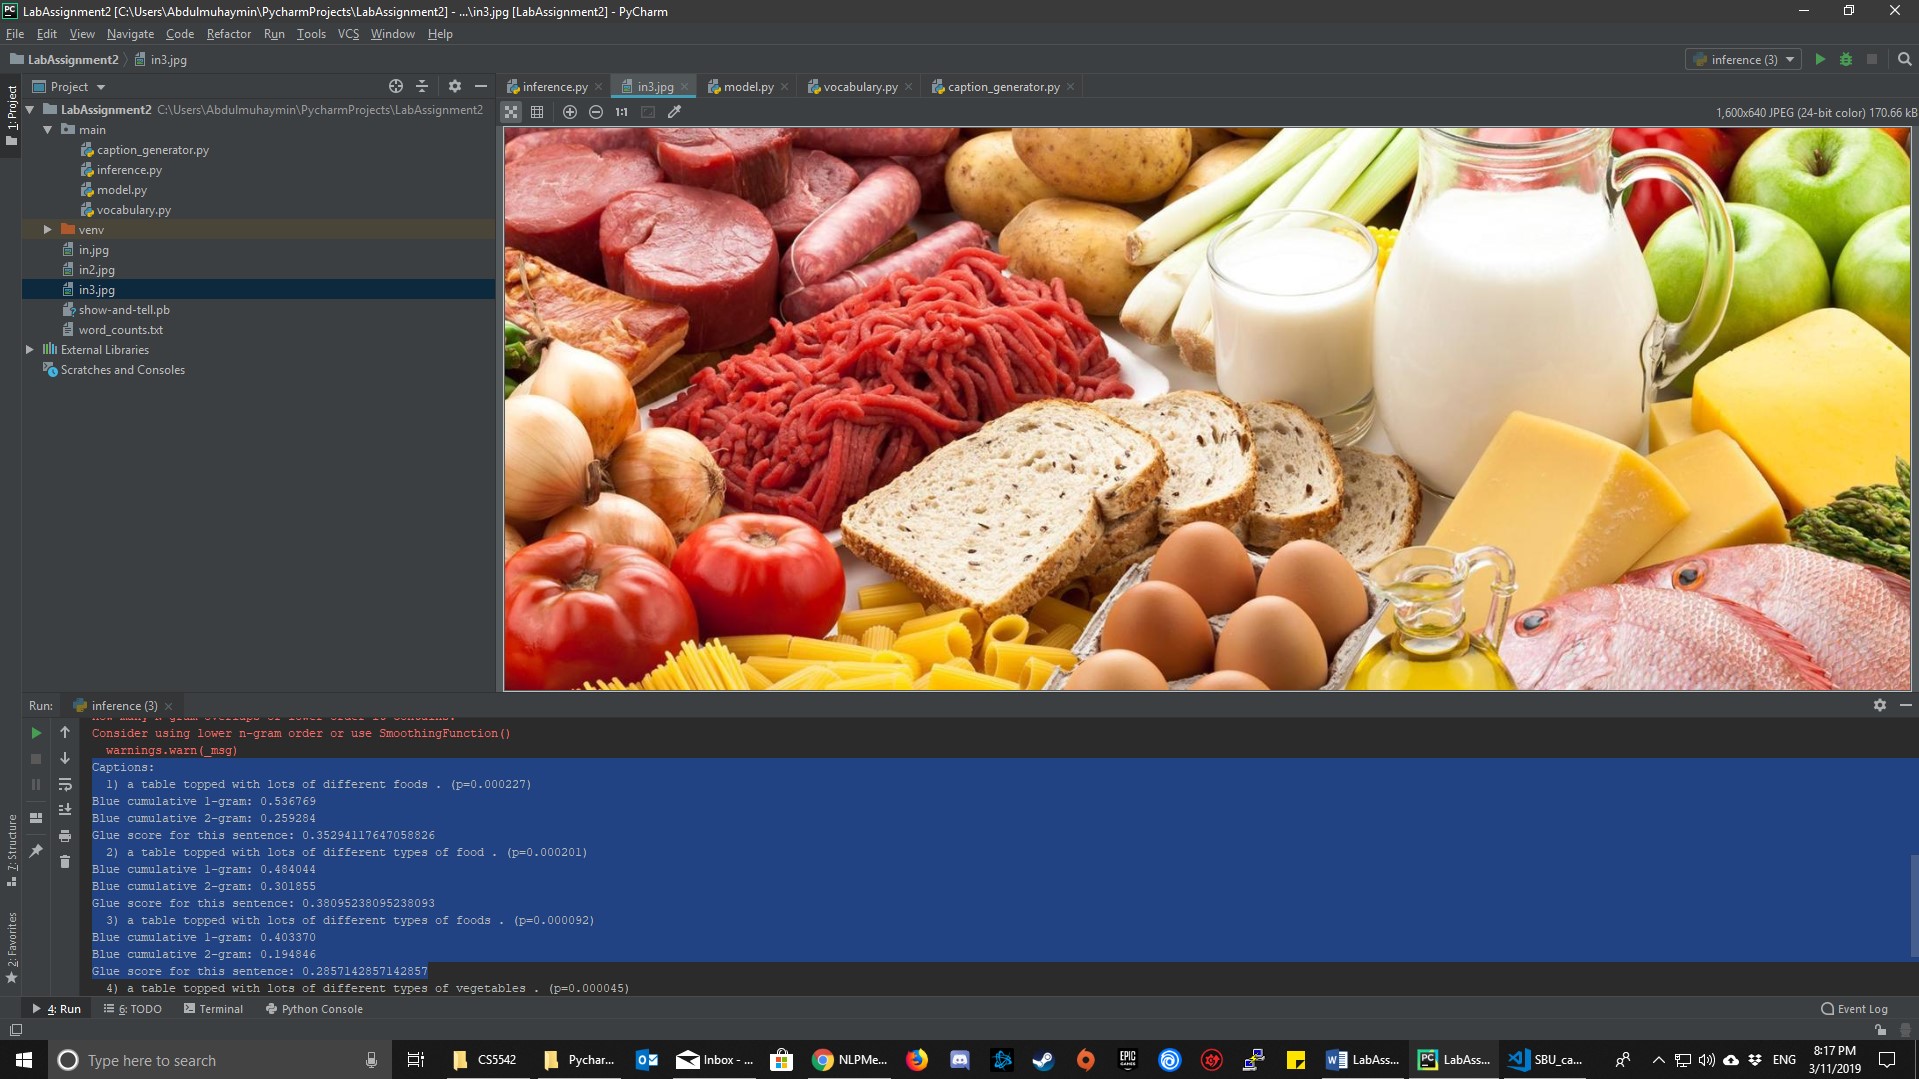 LabAssignment2 [C:\Users\Abdulmuhaymin\PycharmProjects\LabAssignment2] - ...\in3.jpg [LabAssignment2] - PyCharm
File Edit View Navigate Code Refactor Run Tools VCS Window Help
LabAssignment2 in3.jpg inference (3)
Project inference.py in3.jpg model.py vocabulary.py caption_generator.py
1: Project
LabAssignment2 C:\Users\Abdulmuhaymin\PycharmProjects\LabAssignment2
1:1 1,600x640 JPEG (24-bit color) 170.66 kB
main
caption_generator.py
inference.py
model.py
vocabulary.py
venv
in.jpg
in2.jpg
in3.jpg
show-and-tell.pb
word_counts.txt
External Libraries
Scratches and Consoles
Run: inference (3)
How many N-gram overlaps of lower order it contains.
Consider using lower n-gram order or use SmoothingFunction()
warnings.warn(_msg)
Captions:
1) a table topped with lots of different foods . (p=0.000227)
Blue cumulative 1-gram: 0.536769
Blue cumulative 2-gram: 0.259284
Glue score for this sentence: 0.35294117647058826
2) a table topped with lots of different types of food . (p=0.000201)
Blue cumulative 1-gram: 0.484044
Blue cumulative 2-gram: 0.301855
Glue score for this sentence: 0.38095238095238093
3) a table topped with lots of different types of foods . (p=0.000092)
Blue cumulative 1-gram: 0.403370
Blue cumulative 2-gram: 0.194846
Glue score for this sentence: 0.2857142857142857
4) a table topped with lots of different types of vegetables . (p=0.000045)
7: Structure
2: Favorites
4: Run 6: TODO Terminal Python Console Event Log
Type here to search CS5542 Pychar... Inbox - ... NLPMe... EPIC GAMES LabAss... LabAss... SBU_ca... ENG 8:17 PM
3/11/2019